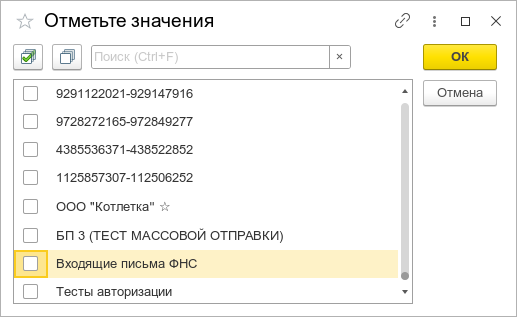 Отметьте значения
Поиск (Ctrl+F)
×
ОК
Отмена
9291122021-929147916
9728272165-972849277
4385536371-438522852
1125857307-112506252
ООО "Котлетка" ☆
БП 3 (ТЕСТ МАССОВОЙ ОТПРАВКИ)
Входящие письма ФНС
Тесты авторизации